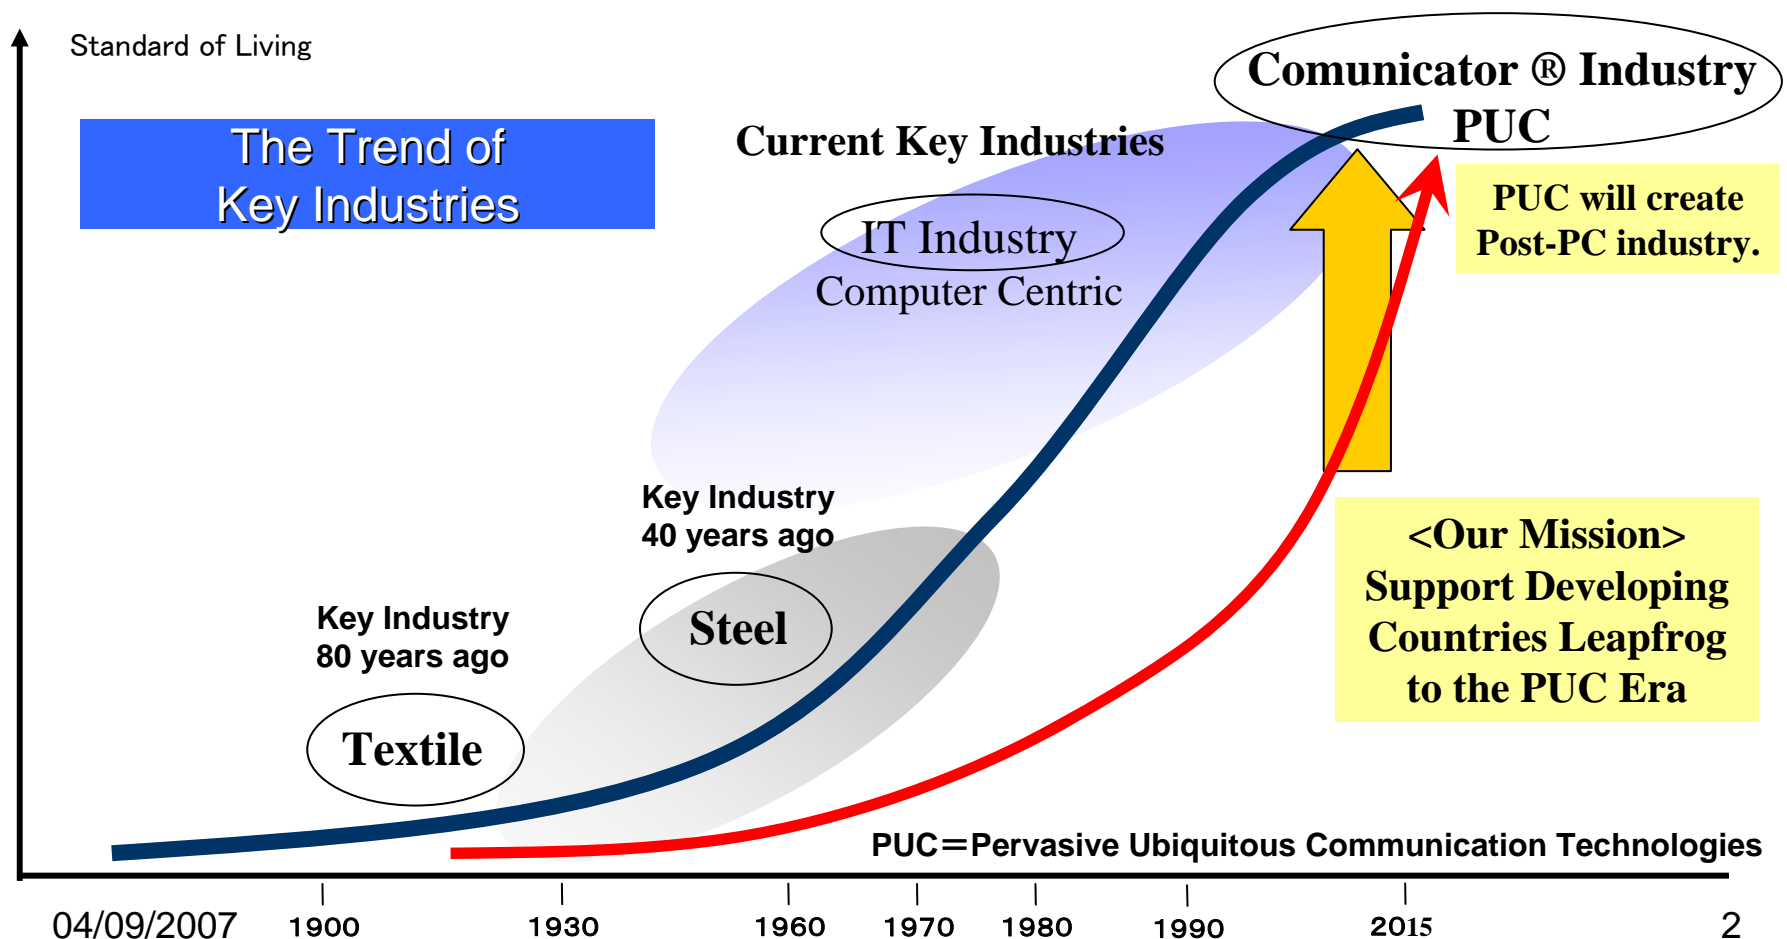 Standard of Living
The Trend of
Key Industries
Comunicator ® Industry
PUC
Current Key Industries
IT Industry
Computer Centric
PUC will create
Post-PC industry.
Key Industry
40 years ago
Steel
<Our Mission>
Support Developing
Countries Leapfrog
to the PUC Era
Key Industry
80 years ago
Textile
PUC＝Pervasive Ubiquitous Communication Technologies
1900 1930 1960 1970 1980 1990 2015
04/09/2007 2